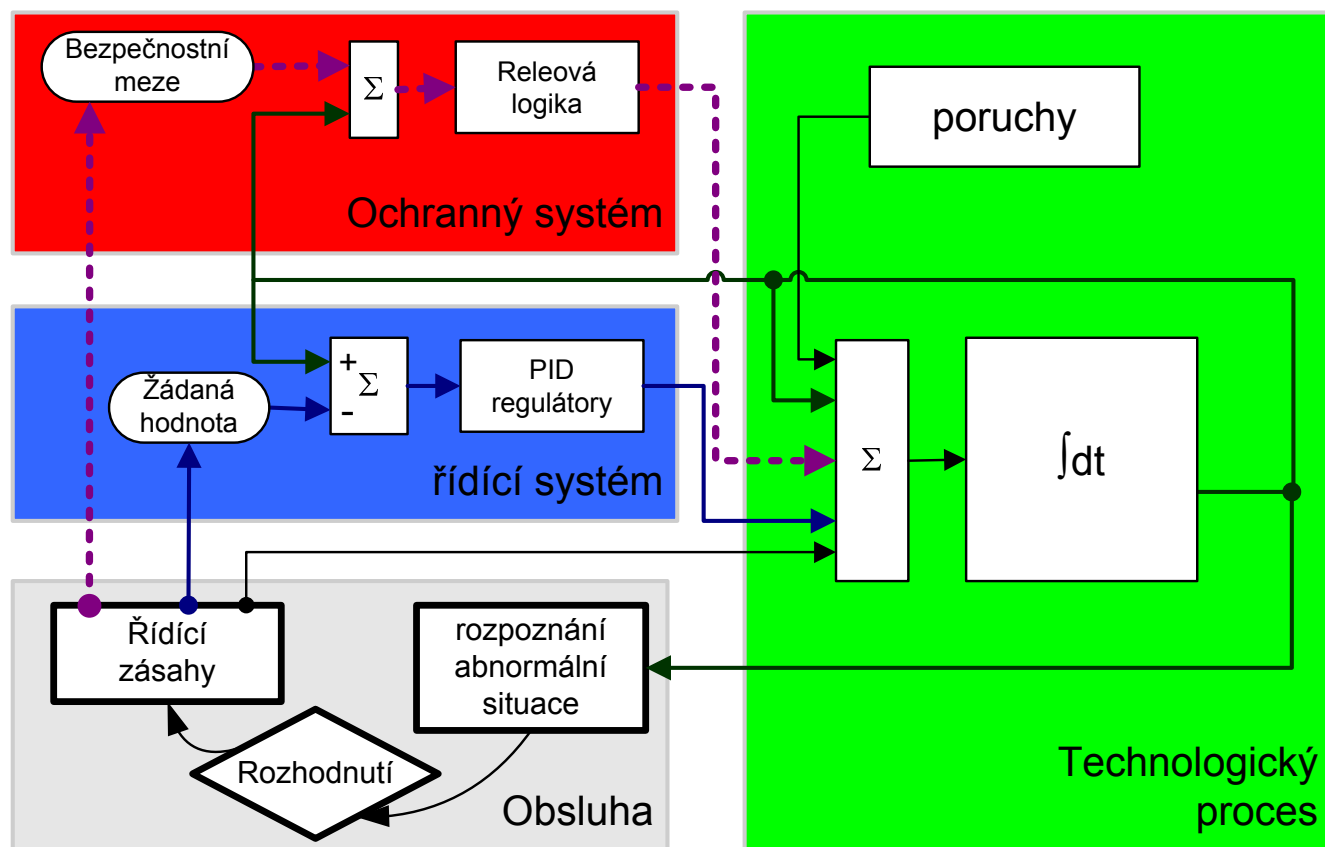 Bezpečnostní
meze
Σ
Releová
logika
Ochranný systém
poruchy
Žádaná
hodnota
+
Σ
-
PID
regulátory
řídící systém
Σ
∫dt
Řídící
zásahy
rozpoznání
abnormální
situace
Rozhodnutí
Obsluha
Technologický
proces